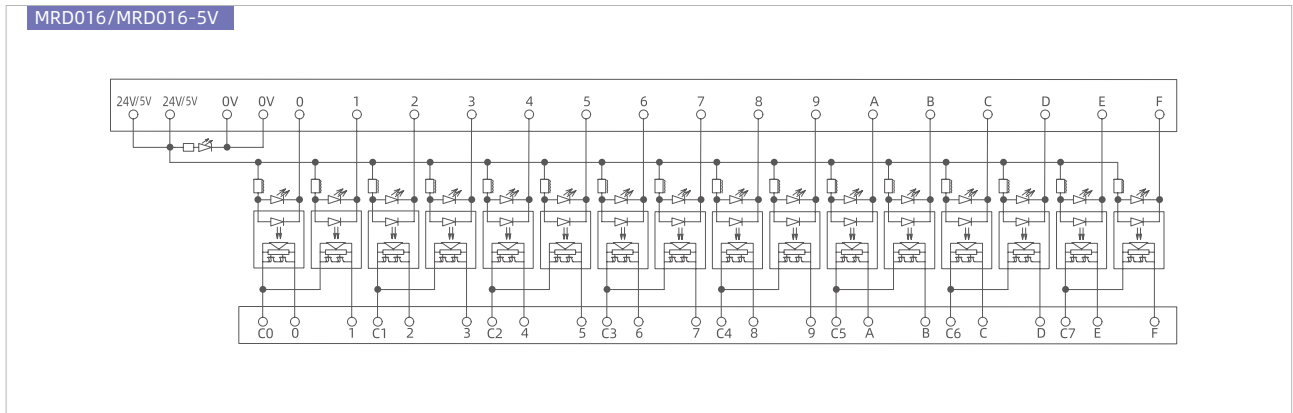 MRD016/MRD016-5V
24V/5V 24V/5V 0V 0V 0 1 2 3 4 5 6 7 8 9 A B C D E F
C0 0 1 C1 2 3 C2 4 5 C3 6 7 C4 8 9 C5 A B C6 C D C7 E F